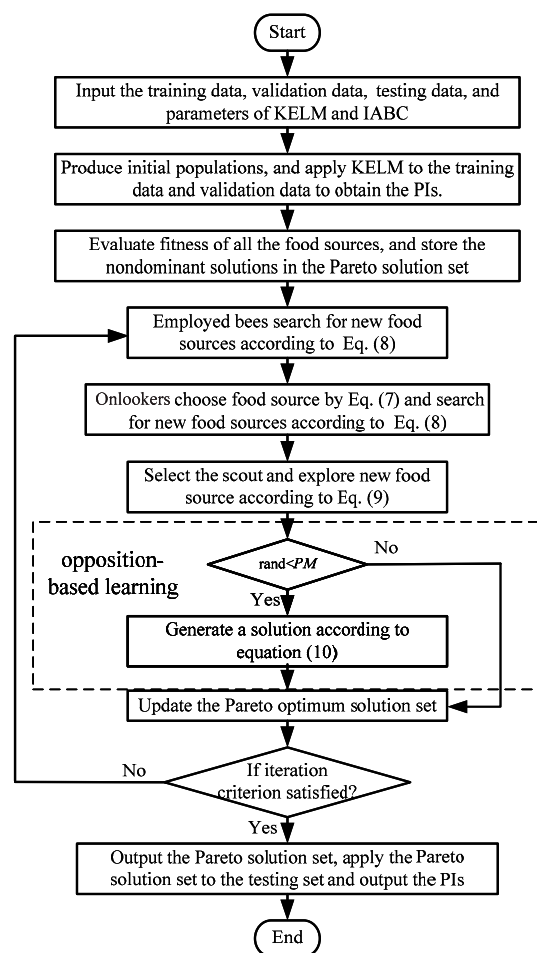 Start
Input the training data, validation data, testing data, and
parameters of KELM and IABC
Produce initial populations, and apply KELM to the training
data and validation data to obtain the PIs.
Evaluate fitness of all the food sources, and store the
nondominant solutions in the Pareto solution set
Employed bees search for new food
sources according to Eq. (8)
Onlookers choose food source by Eq. (7) and search
for new food sources according to Eq. (8)
Select the scout and explore new food
source according to Eq. (9)
opposition-
based learning
rand<PM
No
Yes
Generate a solution according to
equation (10)
Update the Pareto optimum solution set
If iteration
criterion satisfied?
No
Yes
Output the Pareto solution set, apply the Pareto
solution set to the testing set and output the PIs
End